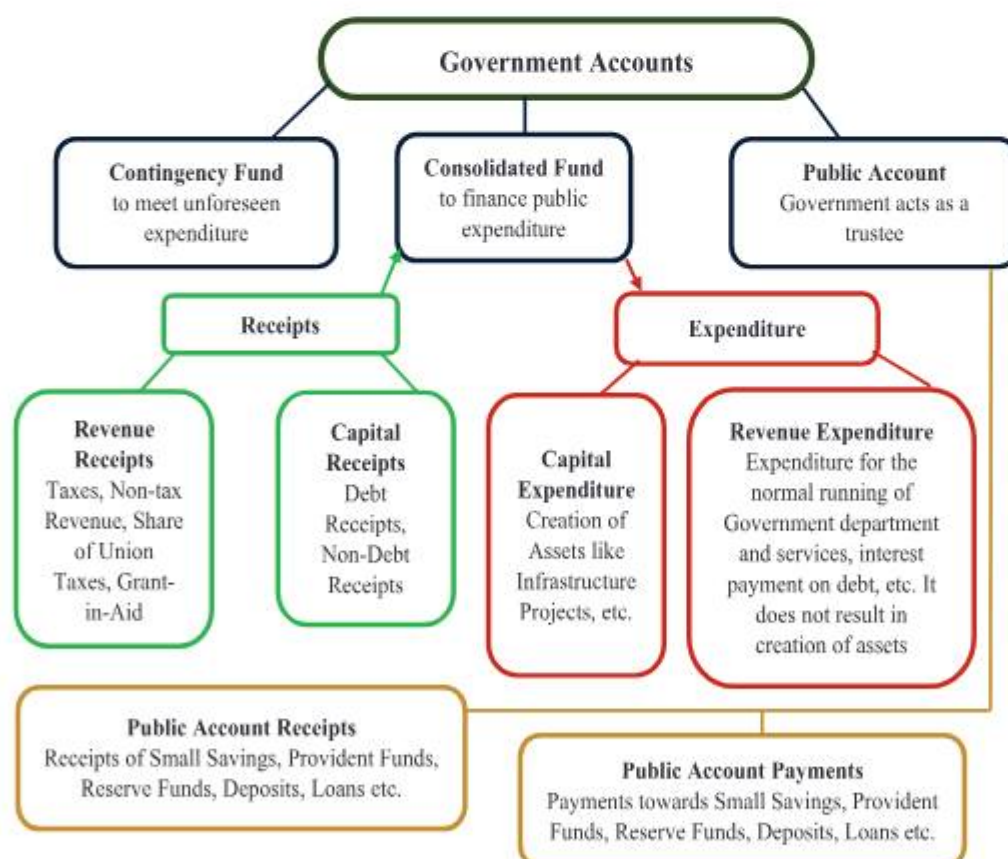 Government Accounts
Contingency Fund
to meet unforeseen
expenditure
Consolidated Fund
to finance public
expenditure
Public Account
Government acts as a
trustee
Receipts
Expenditure
Revenue
Receipts
Taxes, Non-tax
Revenue, Share
of Union
Taxes, Grant-
in-Aid
Capital
Receipts
Debt
Receipts,
Non-Debt
Receipts
Capital
Expenditure
Creation of
Assets like
Infrastructure
Projects, etc.
Revenue Expenditure
Expenditure for the
normal running of
Government department
and services, interest
payment on debt, etc. It
does not result in
creation of assets
Public Account Receipts
Receipts of Small Savings, Provident Funds,
Reserve Funds, Deposits, Loans etc.
Public Account Payments
Payments towards Small Savings, Provident
Funds, Reserve Funds, Deposits, Loans etc.